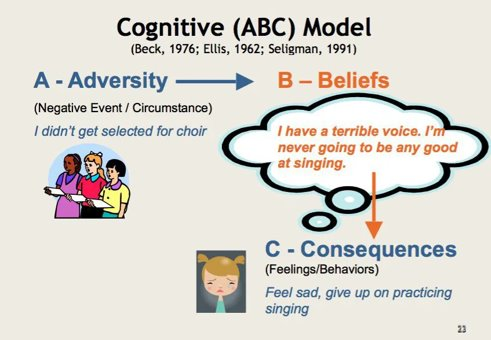 Cognitive (ABC) Model
(Beck, 1976; Ellis, 1962; Seligman, 1991)
A - Adversity
B – Beliefs
(Negative Event / Circumstance)
I didn't get selected for choir
I have a terrible voice. I'm
never going to be any good
at singing.
C - Consequences
(Feelings/Behaviors)
Feel sad, give up on practicing
singing
23